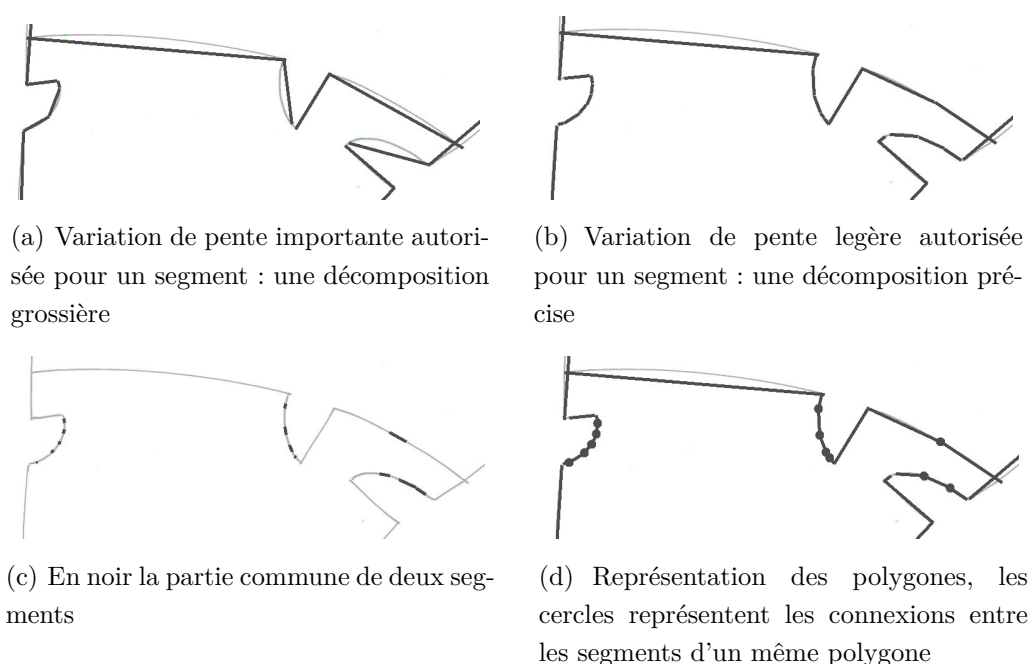 (a) Variation de pente importante autori-
sée pour un segment : une décomposition
grossière
(b) Variation de pente legère autorisée
pour un segment : une décomposition pré-
cise
(c) En noir la partie commune de deux seg-
ments
(d) Représentation des polygones, les
cercles représentent les connexions entre
les segments d'un même polygone